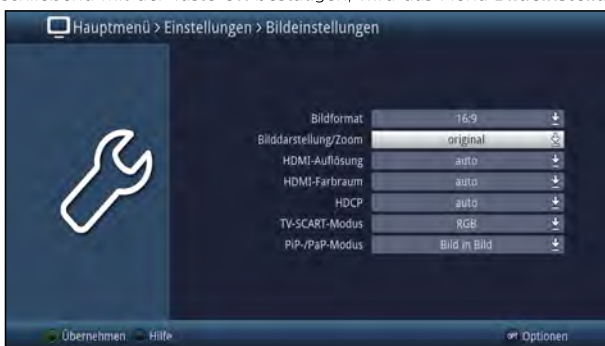 Hauptmenü > Einstellungen > Bildeinstellungen
Bildformat 16:9
Bilddarstellung/Zoom original
HDMI-Auflösung auto
HDMI-Farbraum auto
HDCP auto
TV-SCART-Modus RGB
PiP-/PaP-Modus Bild in Bild
Übernehmen Hilfe OPT Optionen